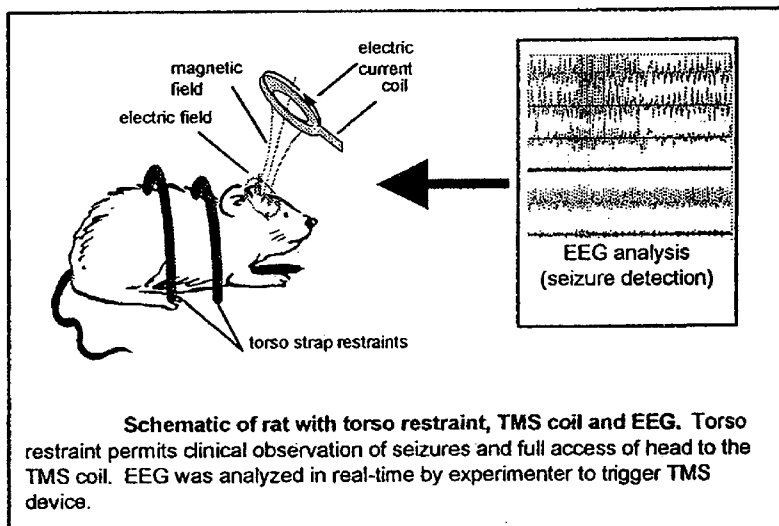 electric
current
coil
magnetic
field
electric field
torso strap restraints
EEG analysis
(seizure detection)
Schematic of rat with torso restraint, TMS coil and EEG. Torso
restraint permits clinical observation of seizures and full access of head to the
TMS coil. EEG was analyzed in real-time by experimenter to trigger TMS
device.